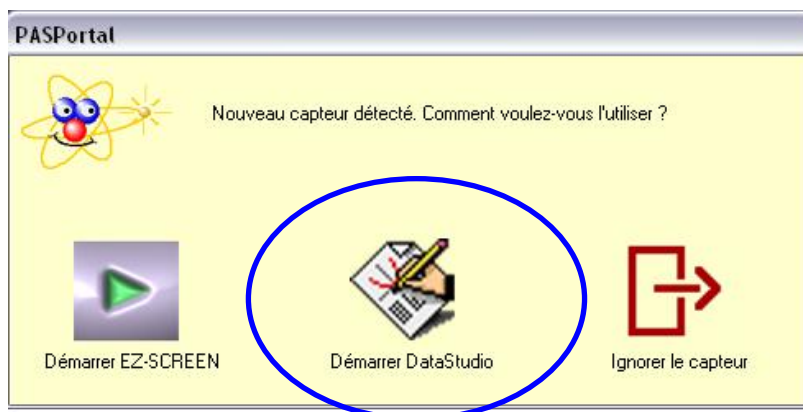 PASPortal
Nouveau capteur détecté. Comment voulez-vous l'utiliser ?
Démarrer EZ-SCREEN
Démarrer DataStudio
Ignorer le capteur